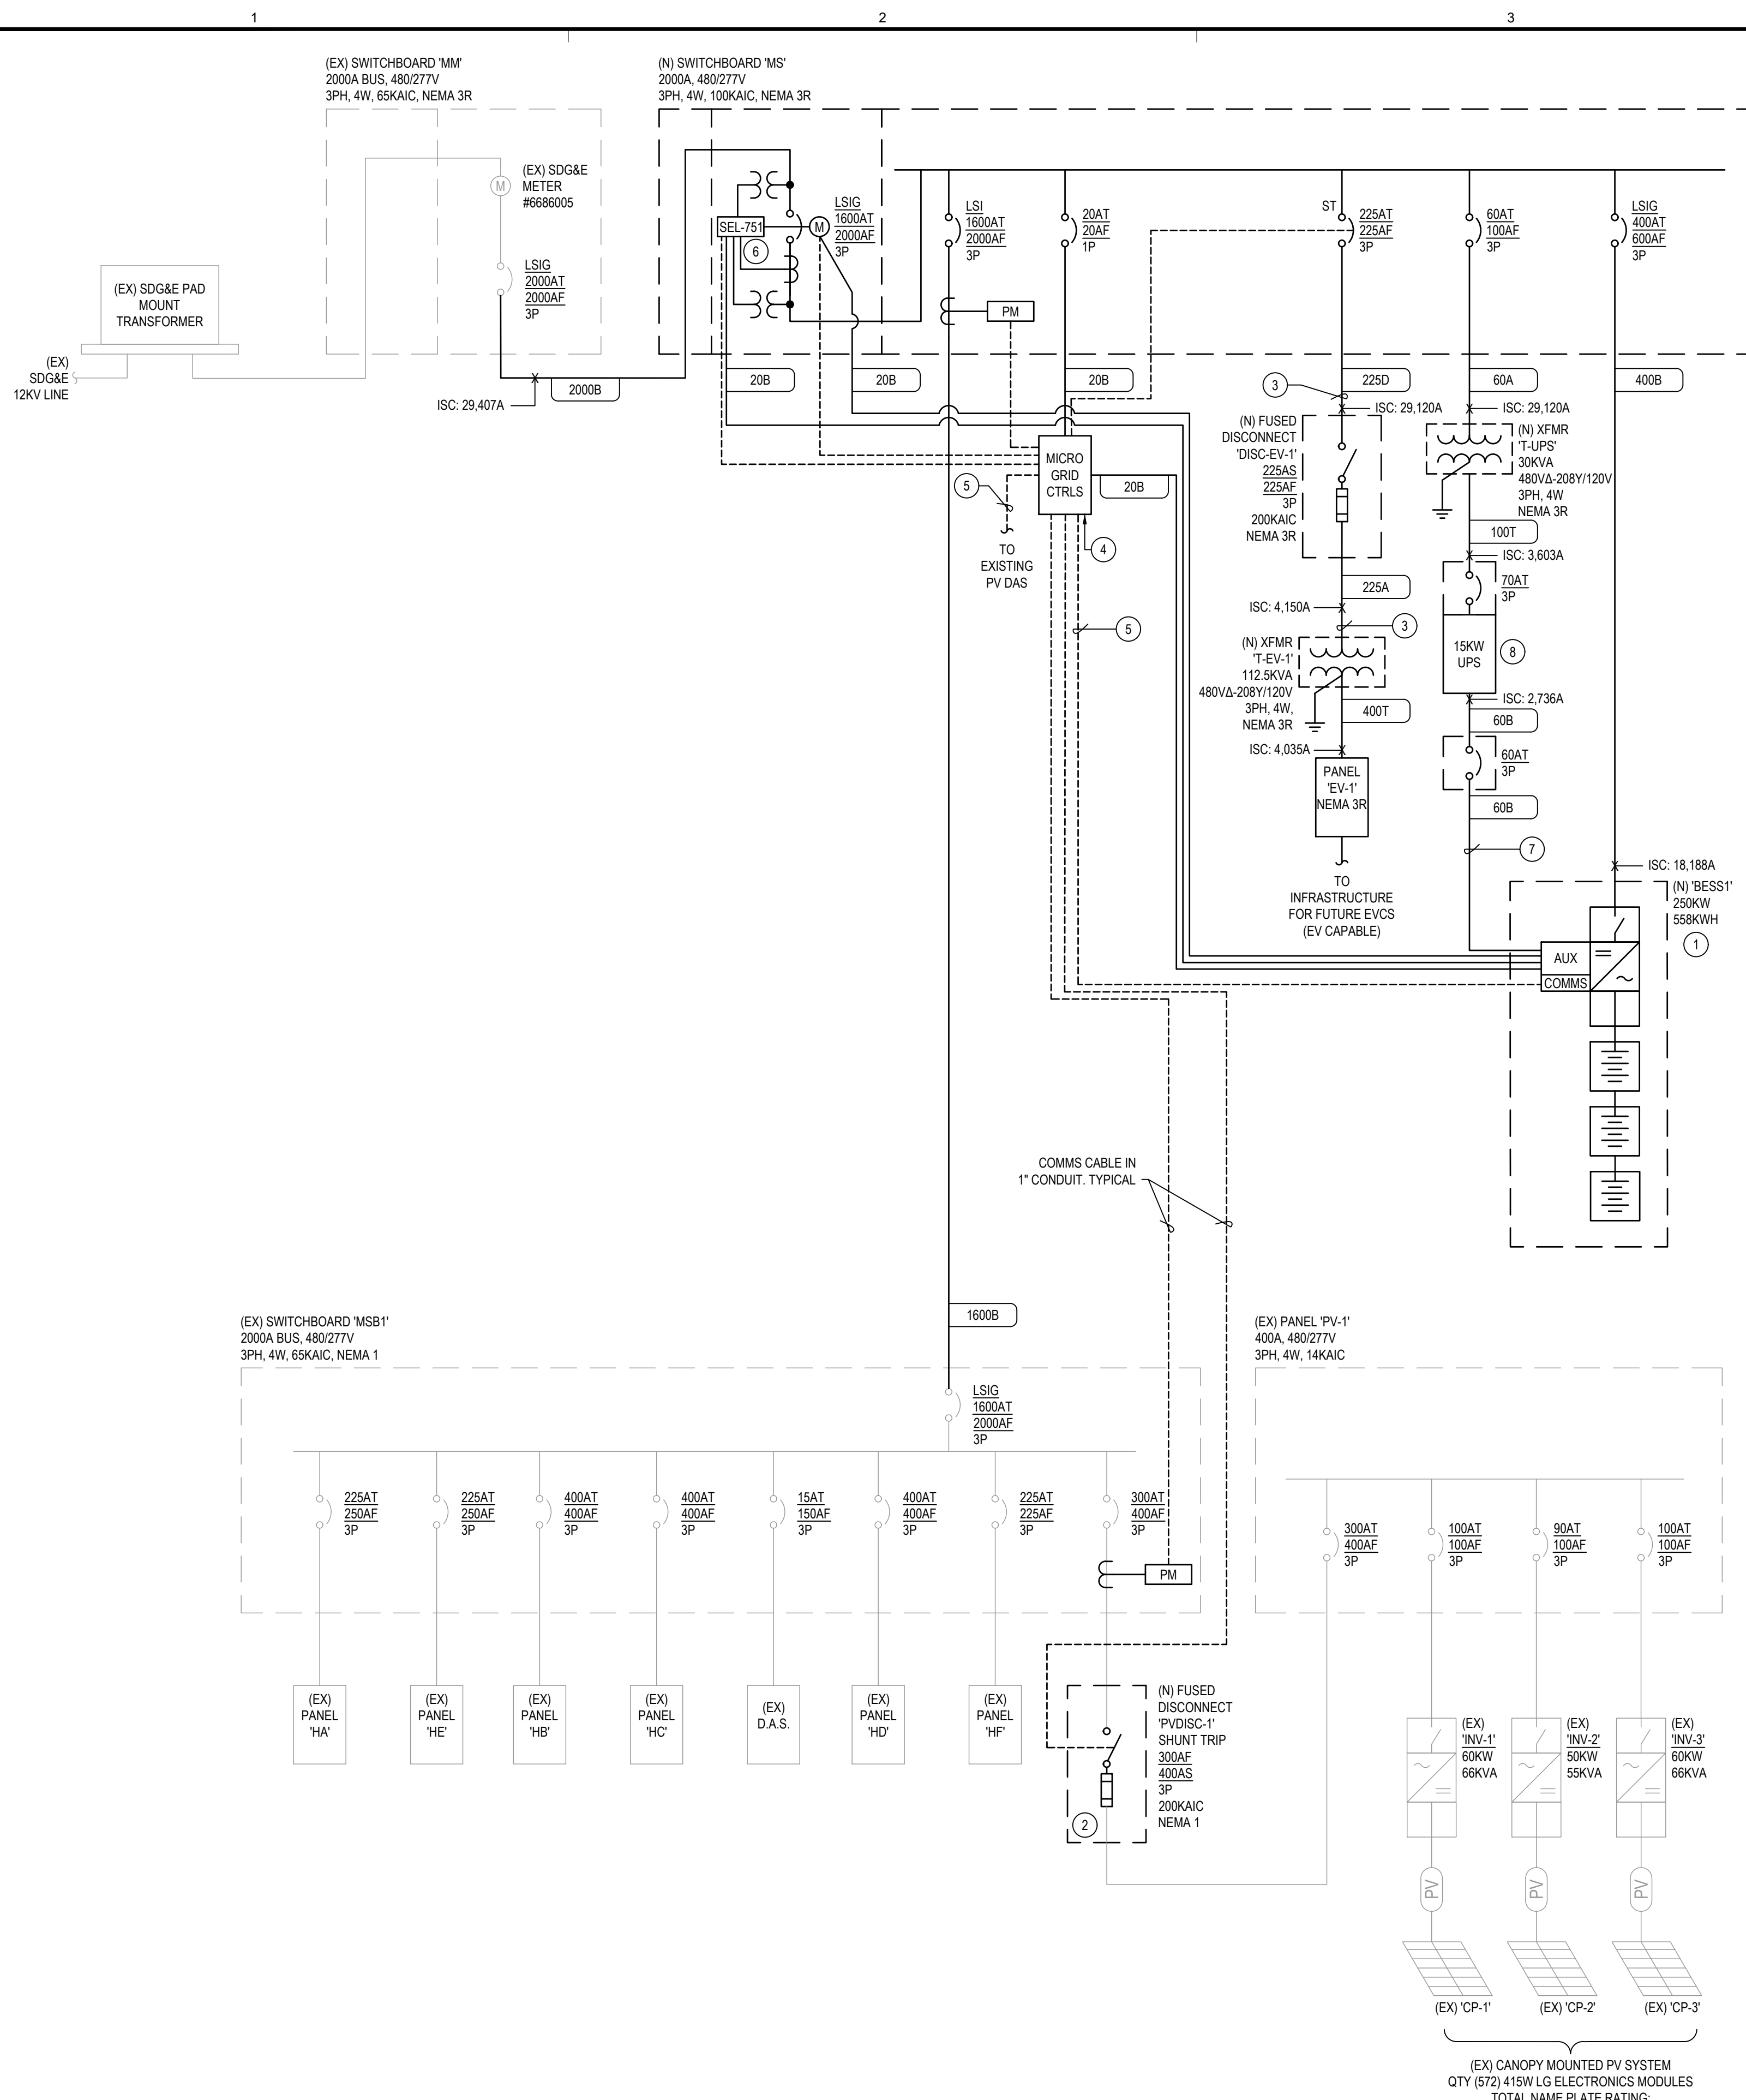 1
2
3
(EX) SWITCHBOARD 'MM'
2000A BUS, 480/277V
3PH, 4W, 65KAIC, NEMA 3R
(N) SWITCHBOARD 'MS'
2000A, 480/277V
3PH, 4W, 100KAIC, NEMA 3R
M
(EX) SDG&E
METER
#6686005
LSIG
2000AT
2000AF
3P
(EX) SDG&E PAD
MOUNT
TRANSFORMER
(EX)
SDG&E
12KV LINE
ISC: 29,407A
2000B
SEL-751
6
M
LSIG
1600AT
2000AF
3P
LSI
1600AT
2000AF
3P
PM
20AT
20AF
1P
ST
225AT
225AF
3P
60AT
100AF
3P
LSIG
400AT
600AF
3P
20B
20B
20B
225D
60A
400B
3
ISC: 29,120A
ISC: 29,120A
MICRO
GRID
CTRLS
20B
5
4
TO
EXISTING
PV DAS
5
(N) FUSED
DISCONNECT
'DISC-EV-1'
225AS
225AF
3P
200KAIC
NEMA 3R
225A
ISC: 4,150A
3
(N) XFMR
'T-EV-1'
112.5KVA
480VΔ-208Y/120V
3PH, 4W,
NEMA 3R
400T
ISC: 4,035A
PANEL
'EV-1'
NEMA 3R
TO
INFRASTRUCTURE
FOR FUTURE EVCS
(EV CAPABLE)
(N) XFMR
'T-UPS'
30KVA
480VΔ-208Y/120V
3PH, 4W
NEMA 3R
100T
ISC: 3,603A
70AT
3P
15KW
UPS
8
ISC: 2,736A
60B
60AT
3P
60B
7
ISC: 18,188A
(N) 'BESS1'
250KW
558KWH
1
AUX
COMMS
COMMS CABLE IN
1" CONDUIT. TYPICAL
1600B
(EX) SWITCHBOARD 'MSB1'
2000A BUS, 480/277V
3PH, 4W, 65KAIC, NEMA 1
LSIG
1600AT
2000AF
3P
225AT
250AF
3P
225AT
250AF
3P
400AT
400AF
3P
400AT
400AF
3P
15AT
150AF
3P
400AT
400AF
3P
225AT
225AF
3P
300AT
400AF
3P
PM
(EX)
PANEL
'HA'
(EX)
PANEL
'HE'
(EX)
PANEL
'HB'
(EX)
PANEL
'HC'
(EX)
D.A.S.
(EX)
PANEL
'HD'
(EX)
PANEL
'HF'
(N) FUSED
DISCONNECT
'PVDISC-1'
SHUNT TRIP
300AF
400AS
3P
200KAIC
NEMA 1
2
(EX) PANEL 'PV-1'
400A, 480/277V
3PH, 4W, 14KAIC
300AT
400AF
3P
100AT
100AF
3P
90AT
100AF
3P
100AT
100AF
3P
(EX)
'INV-1'
60KW
66KVA
(EX)
'INV-2'
50KW
55KVA
(EX)
'INV-3'
60KW
66KVA
PV
PV
PV
(EX) 'CP-1'
(EX) 'CP-2'
(EX) 'CP-3'
(EX) CANOPY MOUNTED PV SYSTEM
QTY (572) 415W LG ELECTRONICS MODULES
TOTAL NAME PLATE RATING: